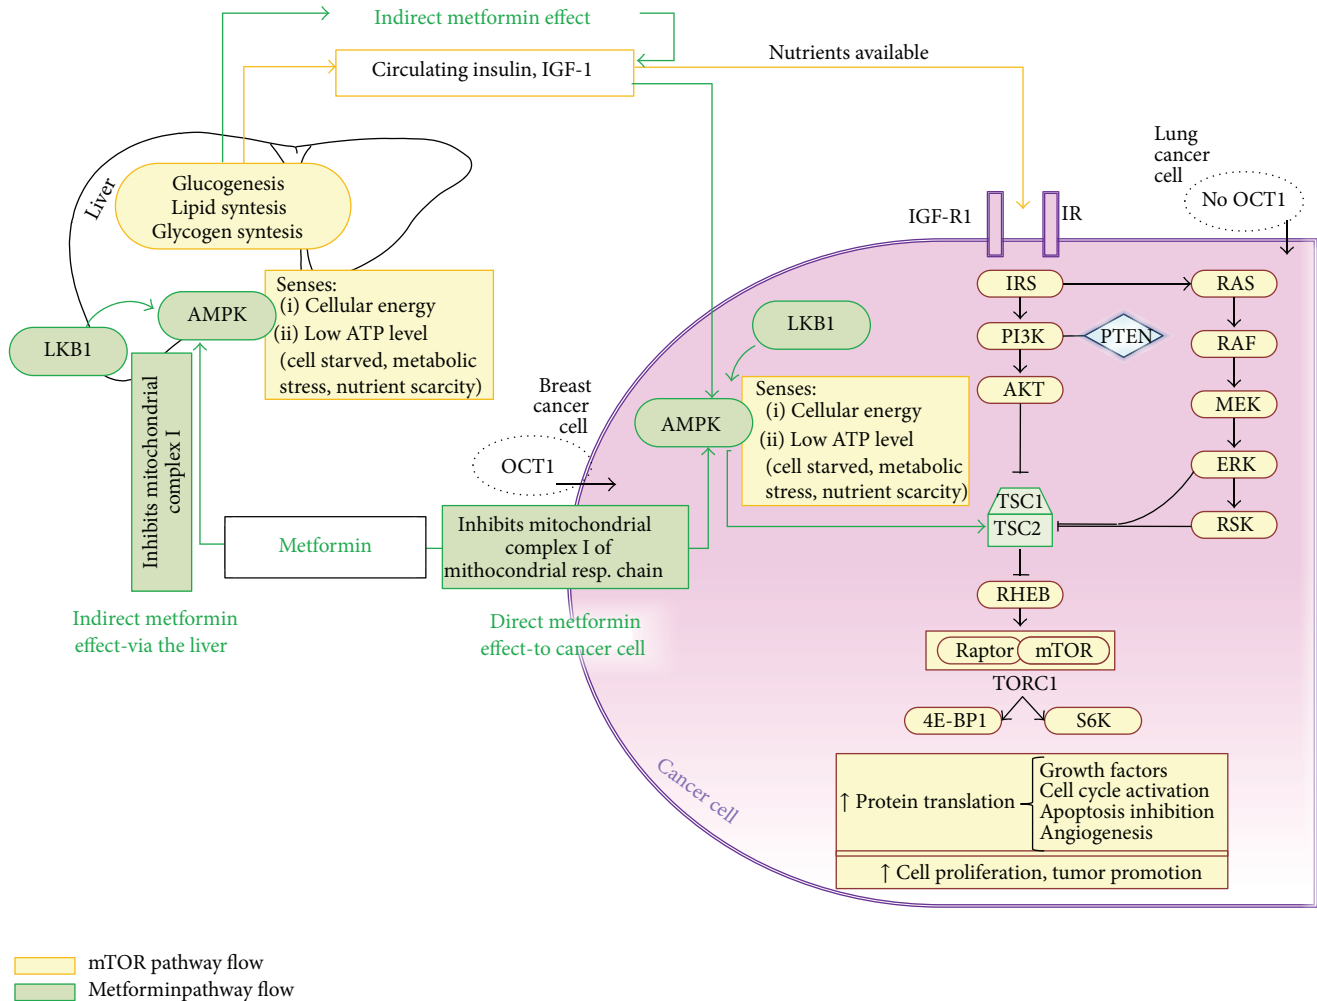 Indirect metformin effect
Circulating insulin, IGF-1
Nutrients available
Liver
Glucogenesis
Lipid syntesis
Glycogen syntesis
LKB1
AMPK
Senses:
(i) Cellular energy
(ii) Low ATP level
(cell starved, metabolic
stress, nutrient scarcity)
Inhibits mitochondrial
complex I
Indirect metformin
effect-via the liver
Metformin
Breast
cancer
cell
OCT1
Inhibits mitochondrial
complex I of
mithocondrial resp. chain
Direct metformin
effect-to cancer cell
Lung
cancer
cell
No OCT1
IGF-R1
IR
LKB1
AMPK
Senses:
(i) Cellular energy
(ii) Low ATP level
(cell starved, metabolic
stress, nutrient scarcity)
IRS
RAS
PI3K
PTEN
RAF
AKT
MEK
ERK
TSC1
TSC2
RSK
RHEB
Raptor
mTOR
TORC1
4E-BP1
S6K
Cancer cell
↑ Protein translation
Growth factors
Cell cycle activation
Apoptosis inhibition
Angiogenesis
↑ Cell proliferation, tumor promotion
mTOR pathway flow
Metforminpathway flow